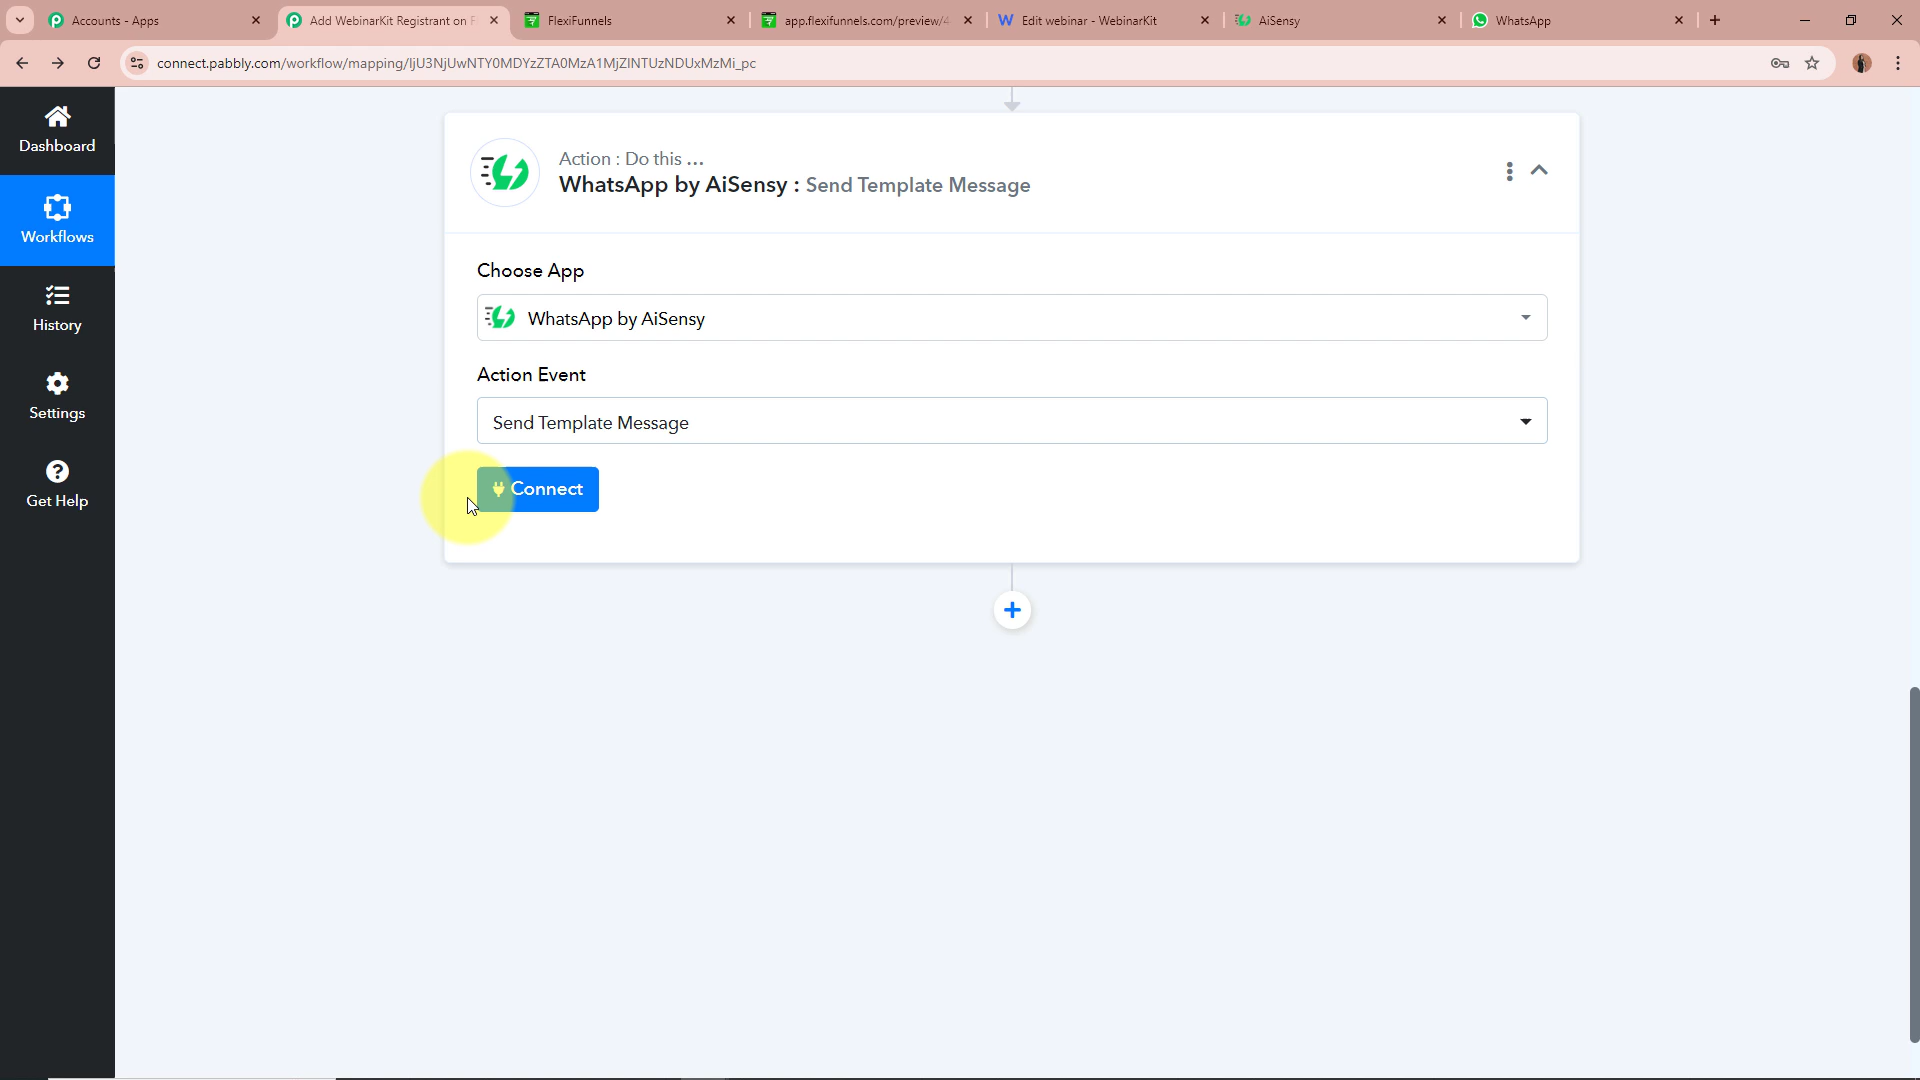 Accounts - Apps
Add WebinarKit Registrant on F
FlexiFunnels
app.flexifunnels.com/preview/4
Edit webinar - WebinarKit
AiSensy
WhatsApp
connect.pabbly.com/workflow/mapping/IjU3NjUwNTY0MDYzZTA0MzA1MjZlNTUzNDUxMzMi_pc
Dashboard
Workflows
History
Settings
Get Help
Action : Do this ...
WhatsApp by AiSensy : Send Template Message
Choose App
WhatsApp by AiSensy
Action Event
Send Template Message
Connect